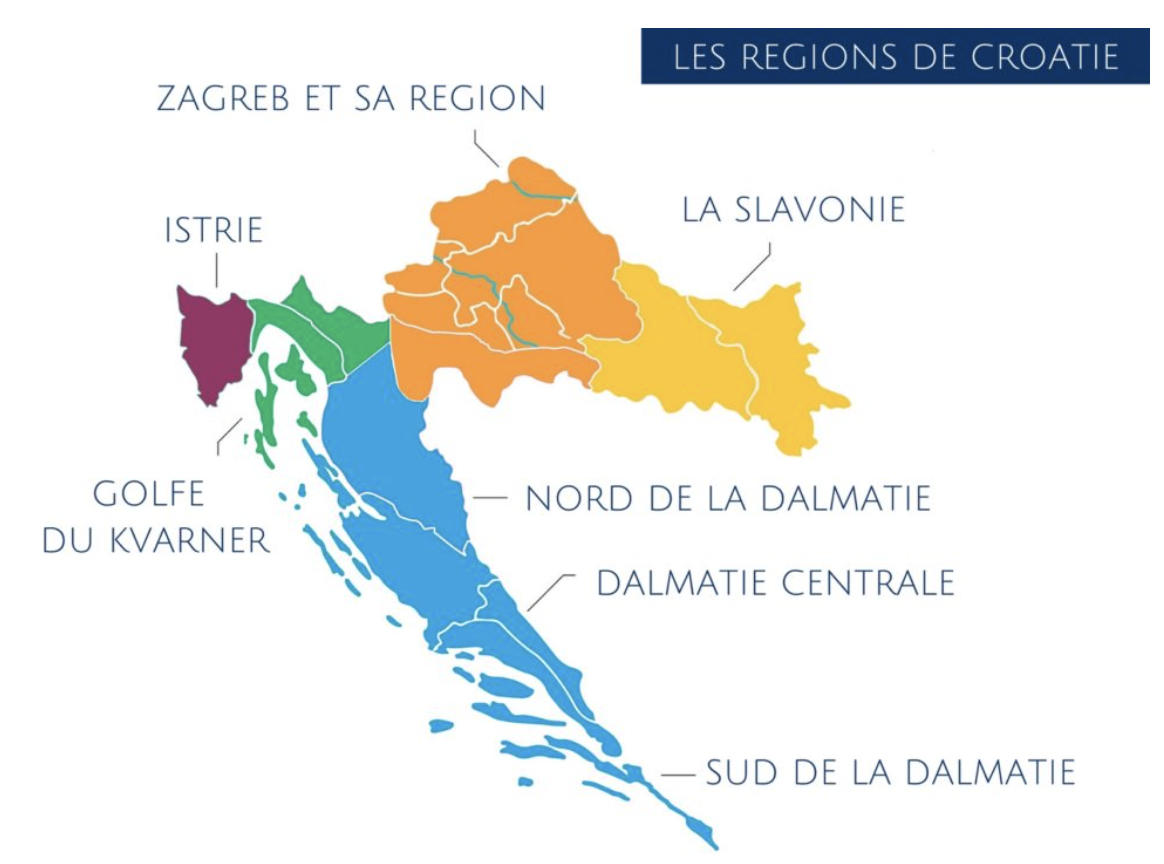 LES REGIONS DE CROATIE
ZAGREB ET SA REGION
LA SLAVONIE
ISTRIE
GOLFE
DU KVARNER
NORD DE LA DALMATIE
DALMATIE CENTRALE
SUD DE LA DALMATIE